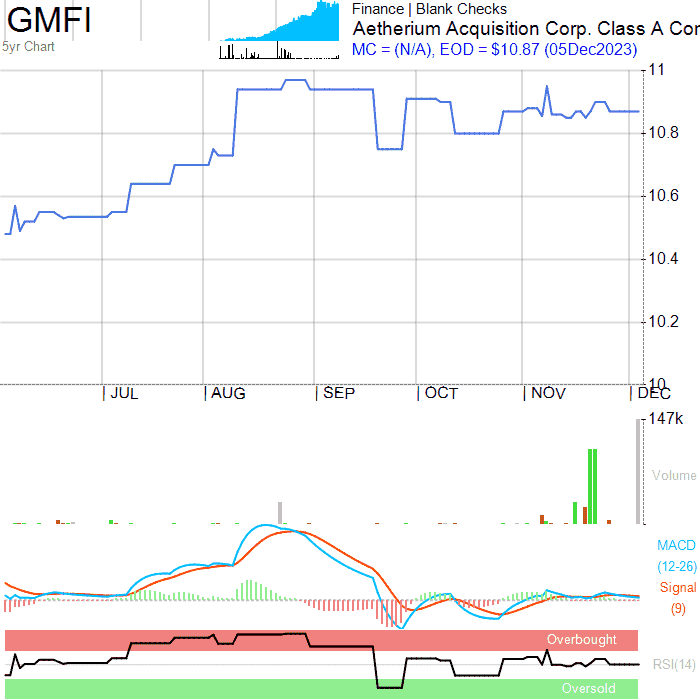 GMFI
5yr Chart
Finance | Blank Checks
Aetherium Acquisition Corp. Class A Cor
MC = (N/A), EOD = $10.87 (05Dec2023)
11
10.8
10.6
10.4
10.2
10
JUL AUG SEP OCT NOV DEC
147k
Volume
MACD
(12-26)
Signal
(9)
Overbought
RSI(14)
Oversold